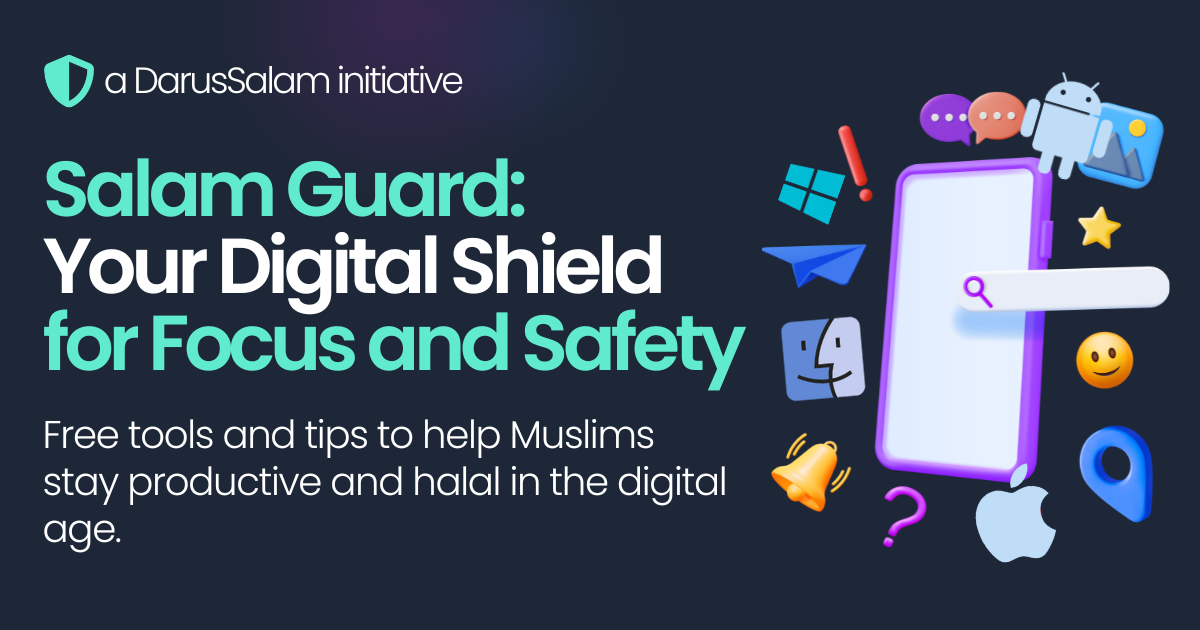 a DarusSalam initiative
Salam Guard:
Your Digital Shield
for Focus and Safety
Free tools and tips to help Muslims
stay productive and halal in the digital
age.